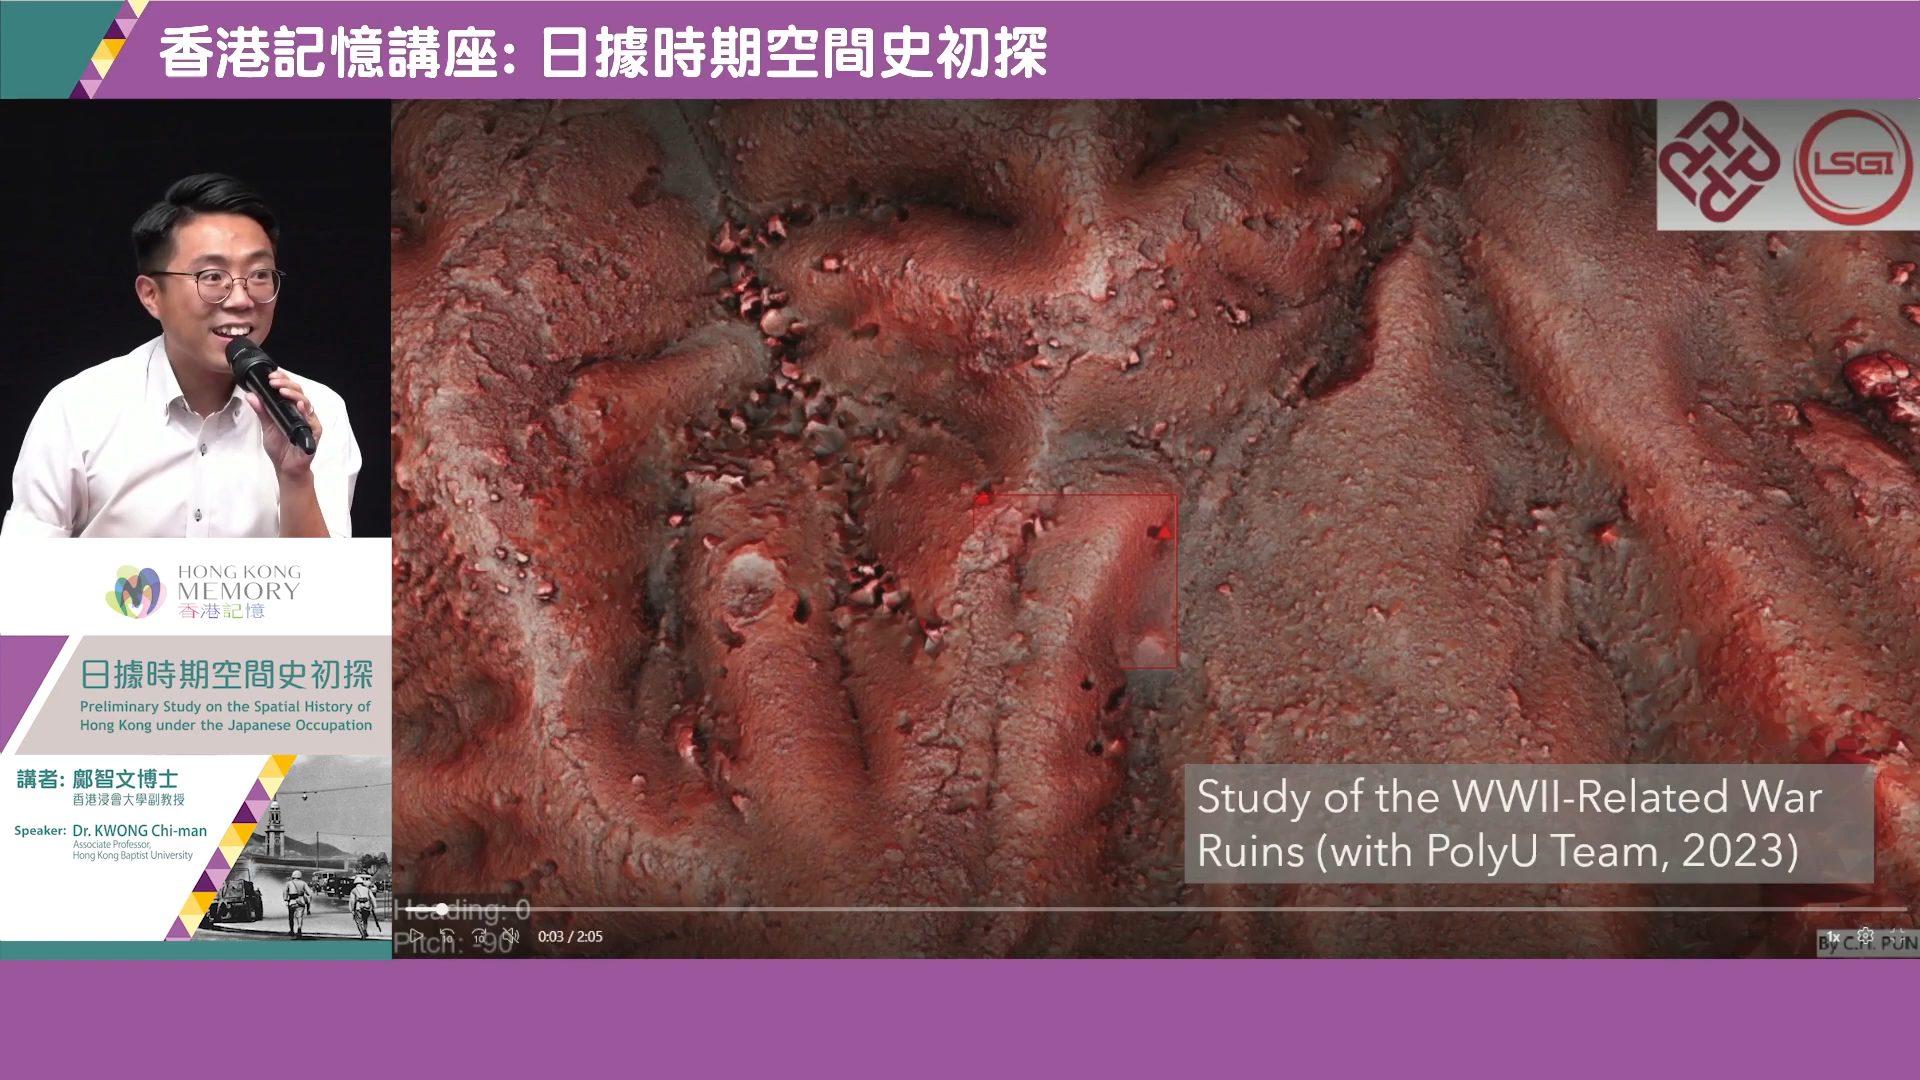 香港記憶講座: 日據時期空間史初探
LSGI
HONG KONG
MEMORY
香港記憶
日據時期空間史初探
Preliminary Study on the Spatial History of
Hong Kong under the Japanese Occupation
講者: 鄺智文博士
香港浸會大學副教授
Speaker: Dr. KWONG Chi-man
Associate Professor,
Hong Kong Baptist University
Study of the WWII-Related War
Ruins (with PolyU Team, 2023)
Heading: 0
Pitch: -90
10
10
0:03 / 2:05
1x
By C.H. PUN